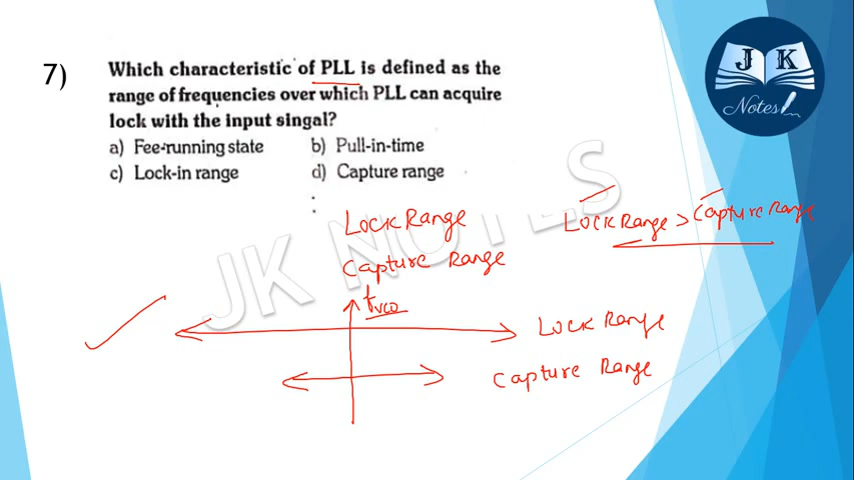 7)
Which characteristic of PLL is defined as the
range of frequencies over which PLL can acquire
lock with the input singal?
a) Fee-running state b) Pull-in-time
c) Lock-in range d) Capture range
:
J K
Notes
JK NOTES
Lock Range
Capture Range
Lock Range > Capture Range
fvco
Lock Range
Capture Range